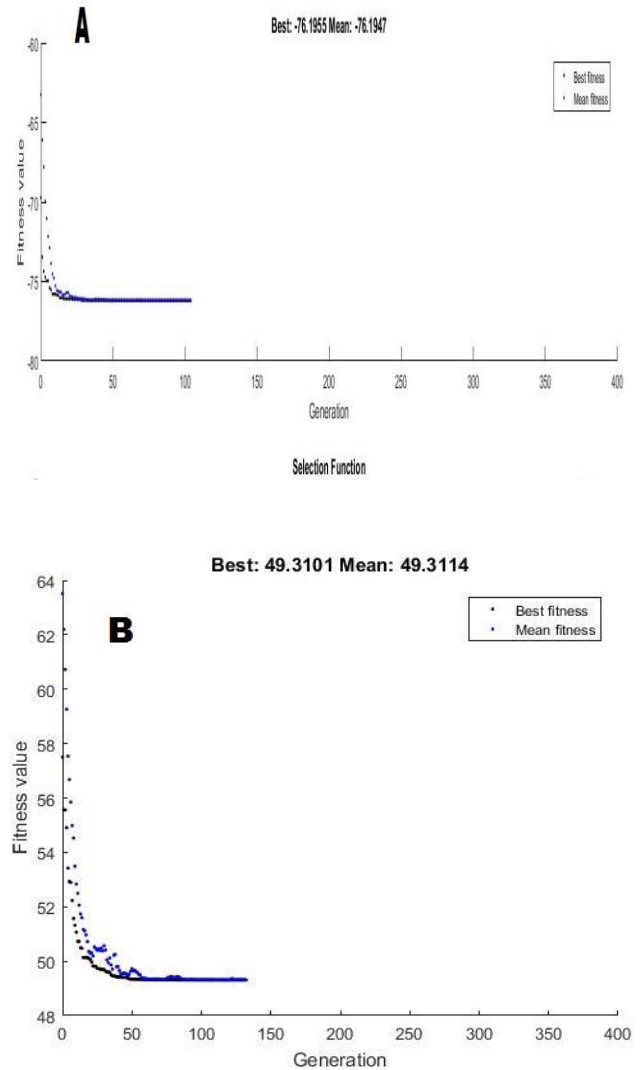 A
Best: -76.1955 Mean: -76.1947
-60
-65
-70
-75
-80
Fitness value
Best fitness
Mean fitness
0 50 100 150 200 250 300 350 400
Generation
Selection Function
Best: 49.3101 Mean: 49.3114
B
64
62
60
58
56
54
52
50
48
Fitness value
Best fitness
Mean fitness
0 50 100 150 200 250 300 350 400
Generation